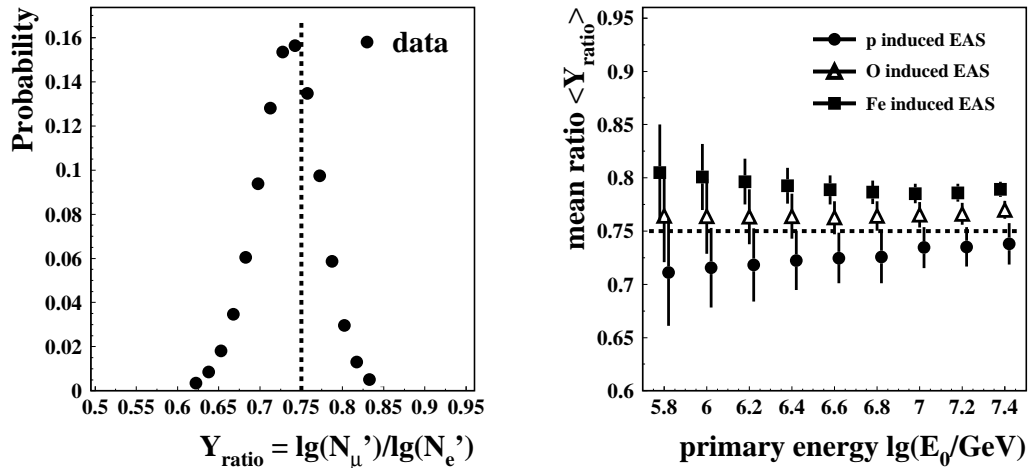 Probability
0.16
0.14
0.12
0.1
0.08
0.06
0.04
0.02
0
data
0.5 0.55 0.6 0.65 0.7 0.75 0.8 0.85 0.9 0.95
Y_ratio = lg(N_μ’)/lg(N_e’)
mean ratio <Y_ratio>
0.95
0.9
0.85
0.8
0.75
0.7
0.65
0.6
p induced EAS
O induced EAS
Fe induced EAS
5.8 6 6.2 6.4 6.6 6.8 7 7.2 7.4
primary energy lg(E_0/GeV)